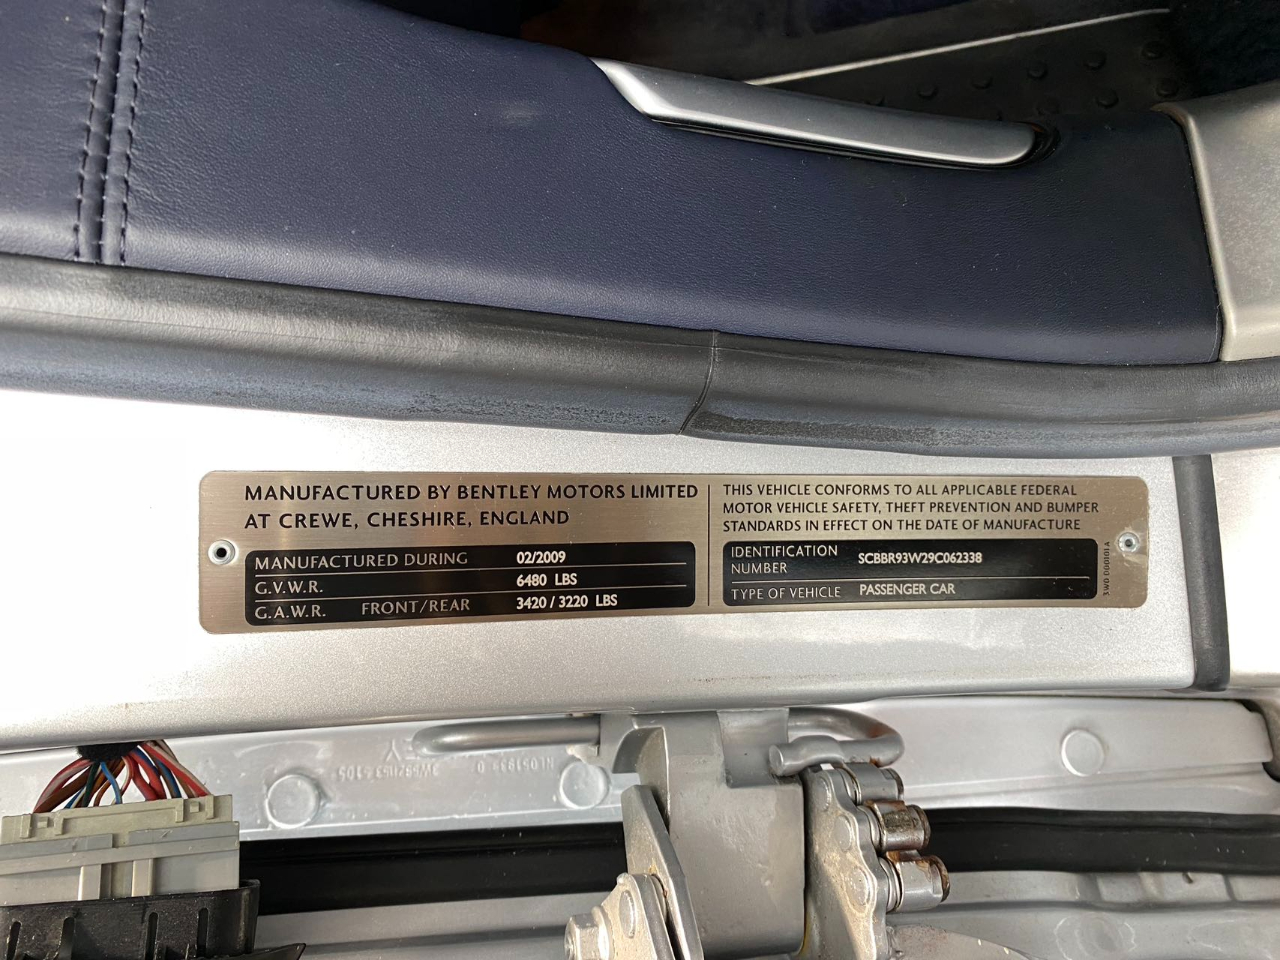 MANUFACTURED BY BENTLEY MOTORS LIMITED
AT CREWE, CHESHIRE, ENGLAND
MANUFACTURED DURING 02/2009
G.V.W.R. 6480 LBS
G.A.W.R. FRONT/REAR 3420 / 3220 LBS
THIS VEHICLE CONFORMS TO ALL APPLICABLE FEDERAL
MOTOR VEHICLE SAFETY, THEFT PREVENTION AND BUMPER
STANDARDS IN EFFECT ON THE DATE OF MANUFACTURE
IDENTIFICATION
NUMBER SCBBR93W29C062338
TYPE OF VEHICLE PASSENGER CAR